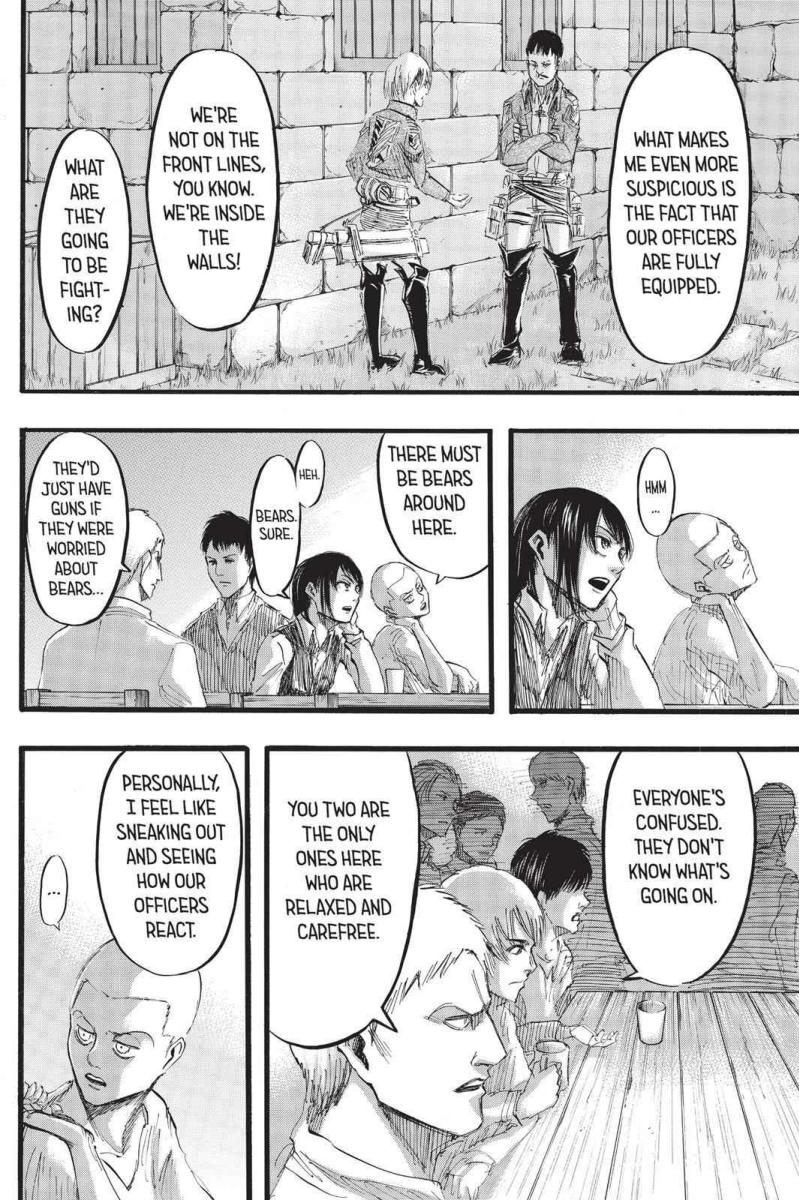 WHAT MAKES
ME EVEN MORE
SUSPICIOUS IS
THE FACT THAT
OUR OFFICERS
ARE FULLY
EQUIPPED.
WE'RE
NOT ON THE
FRONT LINES,
YOU KNOW.
WE'RE INSIDE
THE
WALLS!
WHAT
ARE
THEY
GOING
TO BE
FIGHT-
ING?
HMM
...
THERE MUST
BE BEARS
AROUND
HERE.
HEH.
BEARS.
SURE.
THEY'D
JUST HAVE
GUNS IF
THEY WERE
WORRIED
ABOUT
BEARS...
EVERYONE'S
CONFUSED.
THEY DON'T
KNOW WHAT'S
GOING ON.
YOU TWO ARE
THE ONLY
ONES HERE
WHO ARE
RELAXED AND
CAREFREE.
PERSONALLY,
I FEEL LIKE
SNEAKING OUT
AND SEEING
HOW OUR
OFFICERS
REACT.
...